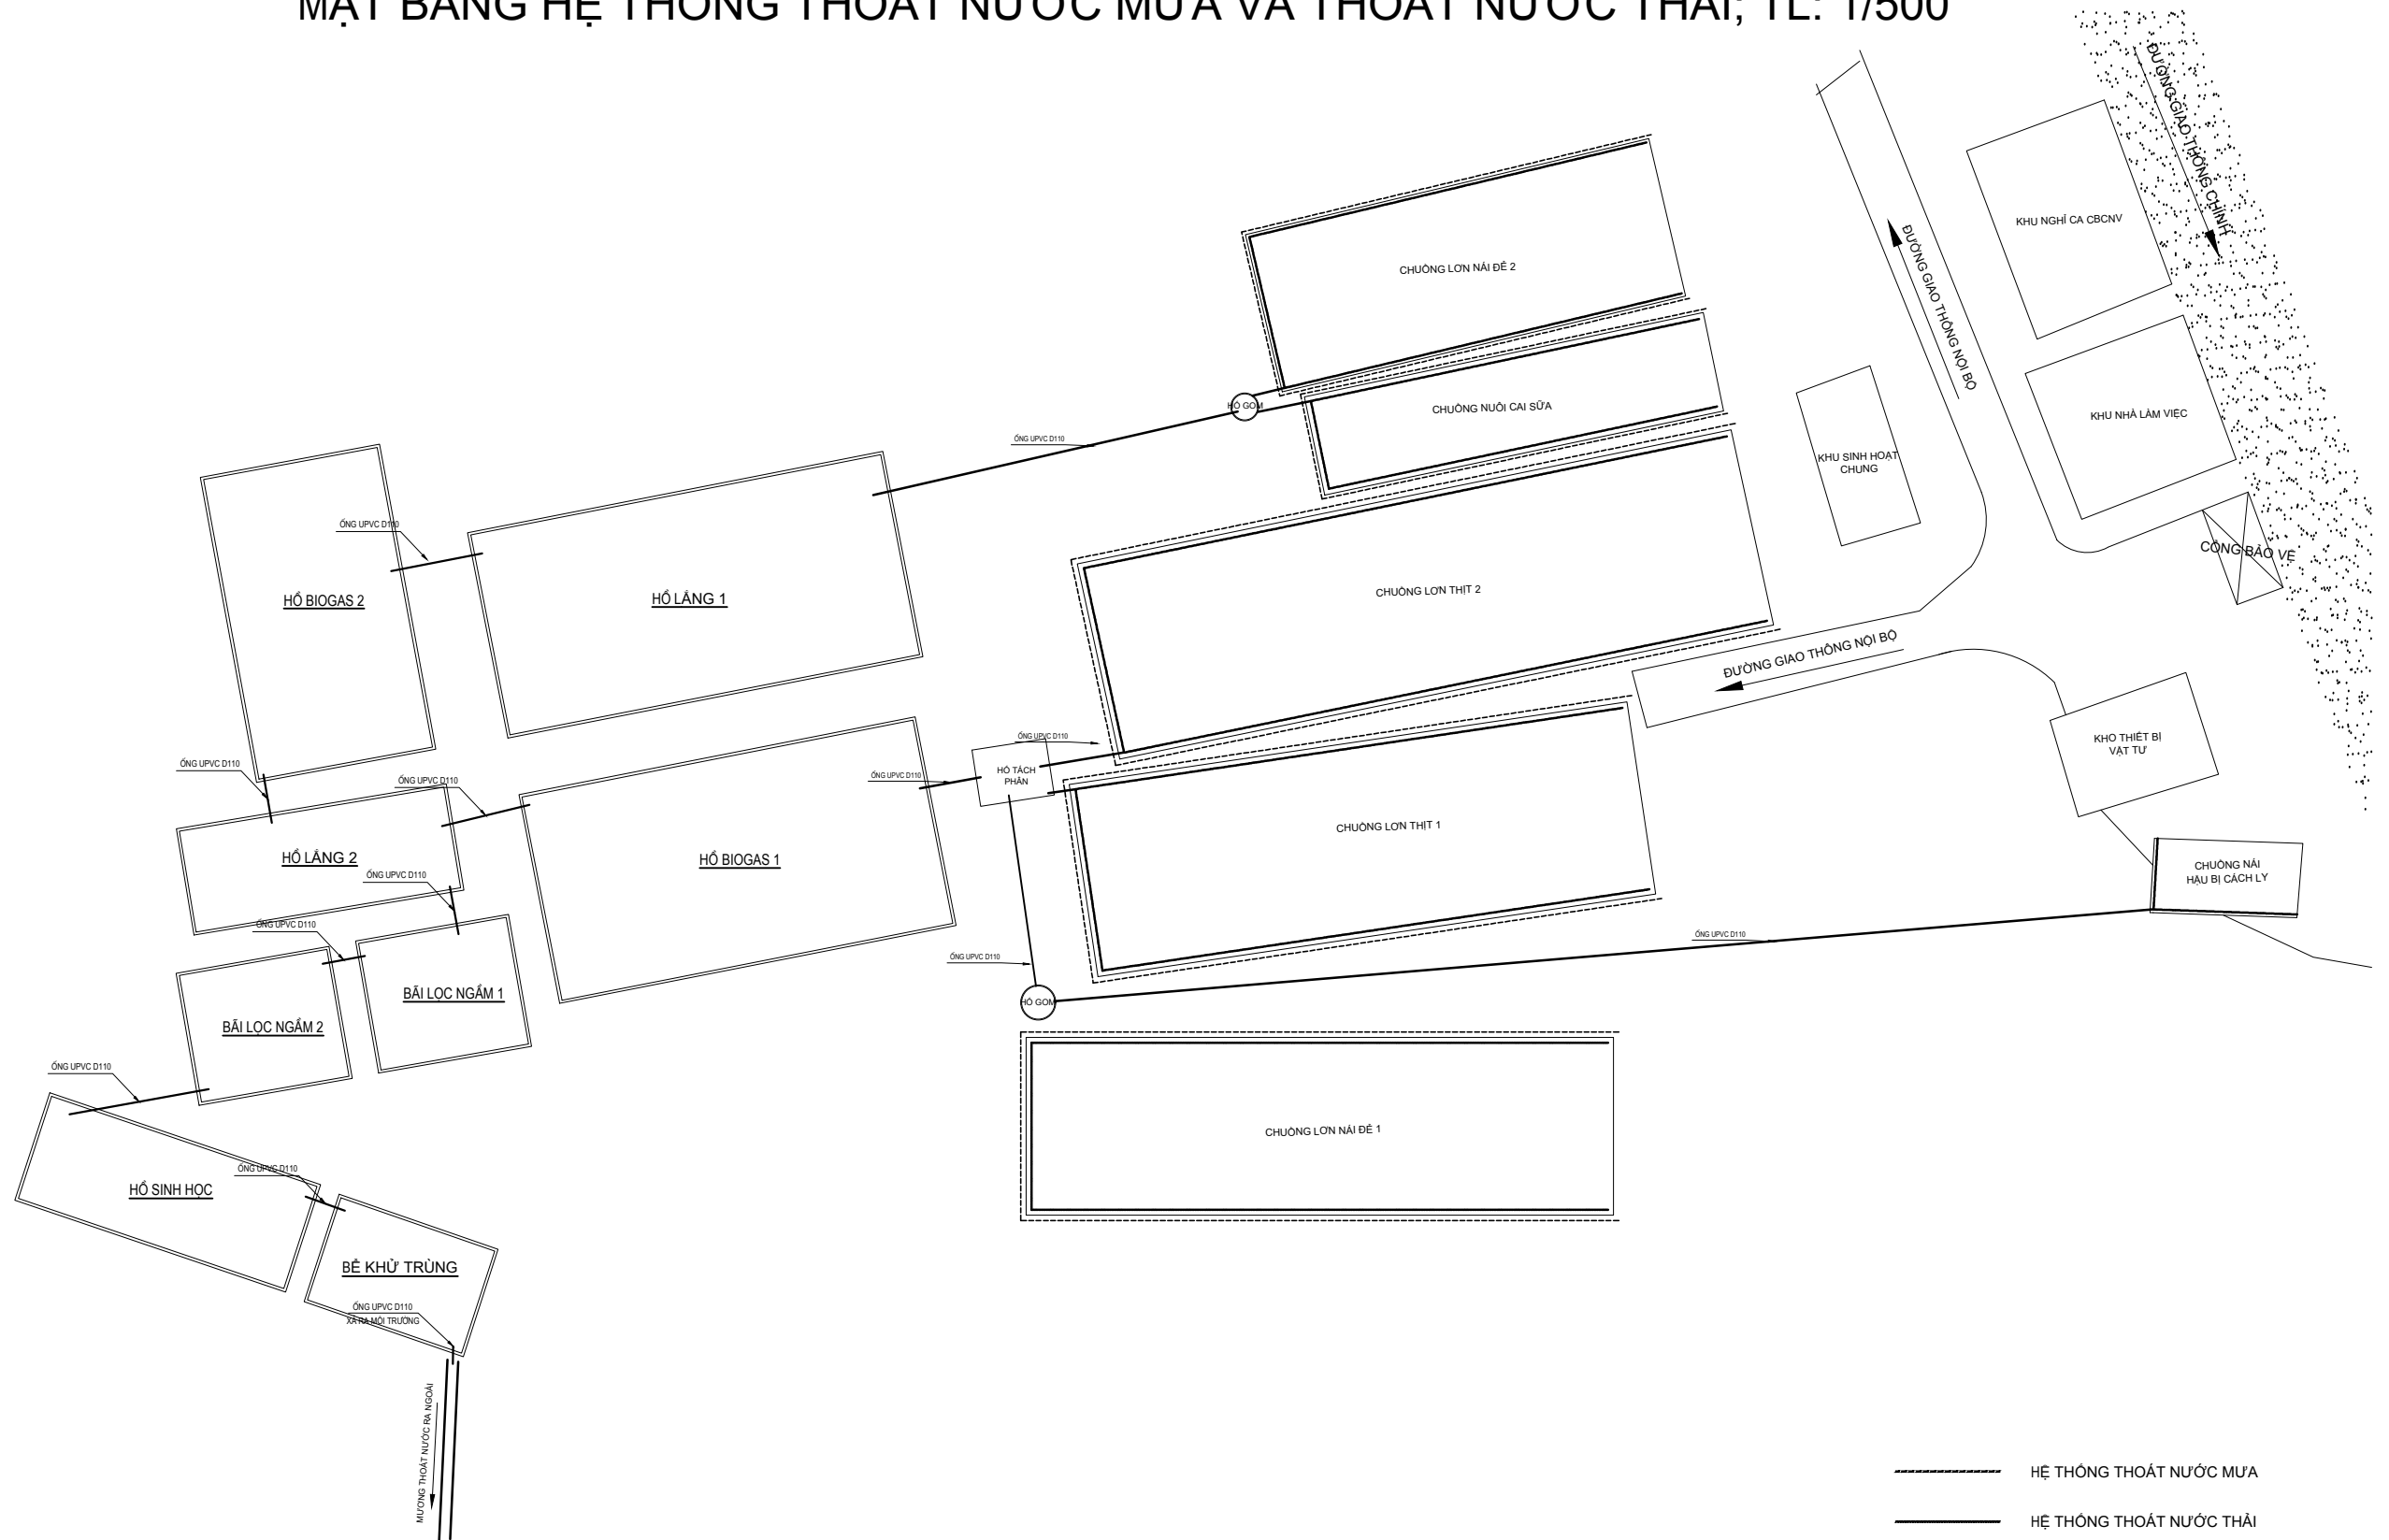 MẶT BẰNG HỆ THỐNG THOÁT NƯỚC MƯA VÀ THOÁT NƯỚC THẢI; TL: 1/500
ĐƯỜNG GIAO THÔNG CHÍNH
KHU NGHỈ CA CBCNV
ĐƯỜNG GIAO THÔNG NỘI BỘ
CHUỒNG LỢN NÁI ĐẺ 2
HỐ GOM
CHUỒNG NUÔI CAI SỮA
KHU NHÀ LÀM VIỆC
ỐNG UPVC D110
KHU SINH HOẠT
CHUNG
ỐNG UPVC D110
CỔNG BẢO VỆ
HỒ BIOGAS 2
HỒ LẮNG 1
CHUỒNG LỢN THỊT 2
ĐƯỜNG GIAO THÔNG NỘI BỘ
ỐNG UPVC D110
KHO THIẾT BỊ
VẬT TƯ
ỐNG UPVC D110
ỐNG UPVC D110
ỐNG UPVC D110
HỐ TÁCH
PHÂN
CHUỒNG LỢN THỊT 1
HỒ LẮNG 2
HỒ BIOGAS 1
CHUỒNG NÁI
HẬU BỊ CÁCH LY
ỐNG UPVC D110
ỐNG UPVC D110
ỐNG UPVC D110
ỐNG UPVC D110
BÃI LỌC NGẦM 1
HỐ GOM
BÃI LỌC NGẦM 2
ỐNG UPVC D110
CHUỒNG LỢN NÁI ĐẺ 1
ỐNG UPVC D110
HỒ SINH HỌC
BỂ KHỬ TRÙNG
ỐNG UPVC D110
XẢ RA MÔI TRƯỜNG
MƯƠNG THOÁT NƯỚC RA NGOÀI
HỆ THỐNG THOÁT NƯỚC MƯA
HỆ THỐNG THOÁT NƯỚC THẢI